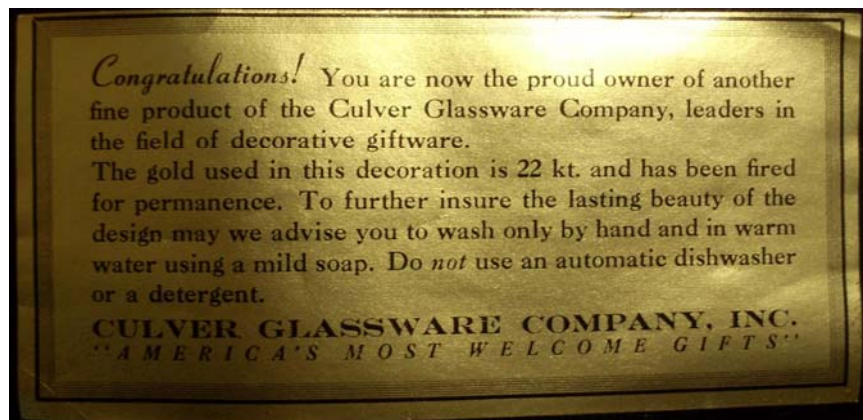 Congratulations! You are now the proud owner of another
fine product of the Culver Glassware Company, leaders in
the field of decorative giftware.
The gold used in this decoration is 22 kt. and has been fired
for permanence. To further insure the lasting beauty of the
design may we advise you to wash only by hand and in warm
water using a mild soap. Do not use an automatic dishwasher
or a detergent.
CULVER GLASSWARE COMPANY, INC.
"AMERICA'S MOST WELCOME GIFTS"